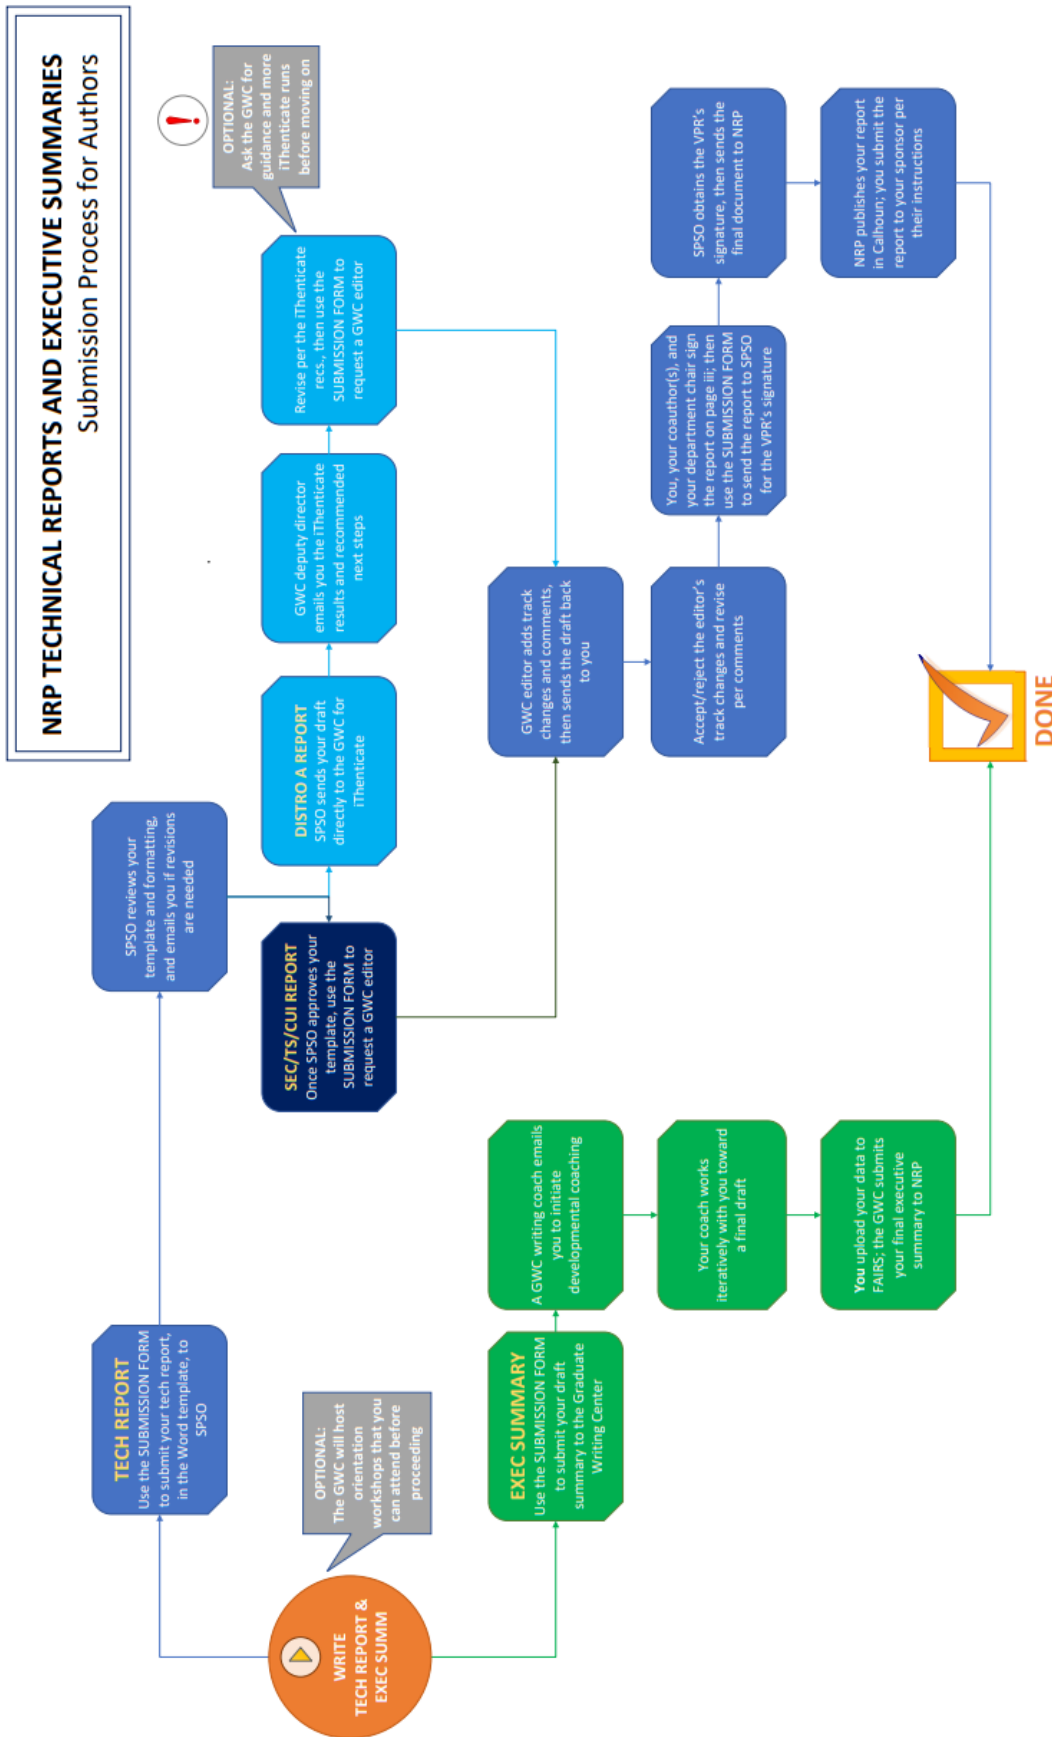 NRP TECHNICAL REPORTS AND EXECUTIVE SUMMARIES
Submission Process for Authors
WRITE
TECH REPORT &
EXEC SUMM
OPTIONAL:
The GWC will host
orientation
workshops that you
can attend before
proceeding
TECH REPORT
Use the SUBMISSION FORM
to submit your tech report,
in the Word template, to
SPSO
SPSO reviews your
template and formatting,
and emails you if revisions
are needed
SEC/TS/CUI REPORT
Once SPSO approves your
template, use the
SUBMISSION FORM to
request a GWC editor
DISTRO A REPORT
SPSO sends your draft
directly to the GWC for
iThenticate
GWC deputy director
emails you the iThenticate
results and recommended
next steps
Revise per the iThenticate
recs., then use the
SUBMISSION FORM to
request a GWC editor
OPTIONAL:
Ask the GWC for
guidance and more
iThenticate runs
before moving on
GWC editor adds track
changes and comments,
then sends the draft back
to you
Accept/reject the editor's
track changes and revise
per comments
You, your coauthor(s), and
your department chair sign
the report on page iii; then
use the SUBMISSION FORM
to send the report to SPSO
for the VPR's signature
SPSO obtains the VPR's
signature, then sends the
final document to NRP
NRP publishes your report
in Calhoun; you submit the
report to your sponsor per
their instructions
EXEC SUMMARY
Use the SUBMISSION FORM
to submit your draft
summary to the Graduate
Writing Center
A GWC writing coach emails
you to initiate
developmental coaching
Your coach works
iteratively with you toward
a final draft
You upload your data to
FAIRS; the GWC submits
your final executive
summary to NRP
DONE